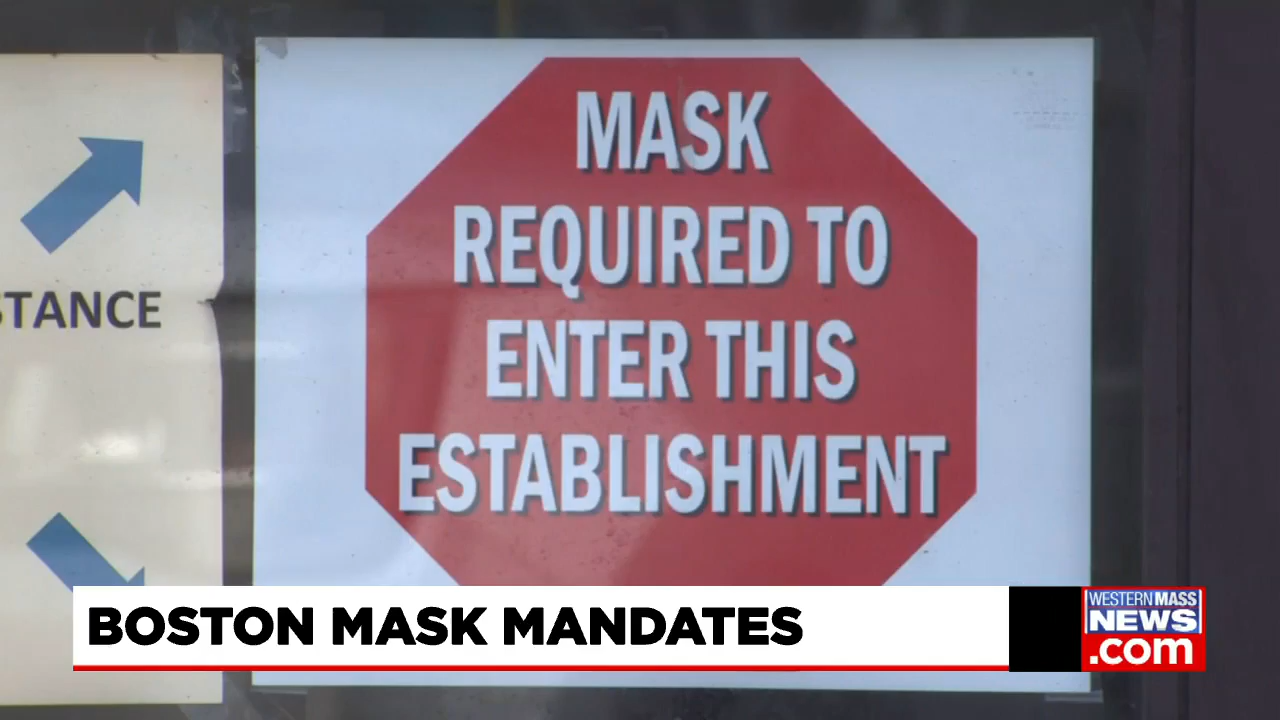 STANCE
MASK
REQUIRED TO
ENTER THIS
ESTABLISHMENT
BOSTON MASK MANDATES
WESTERN MASS
NEWS
.com